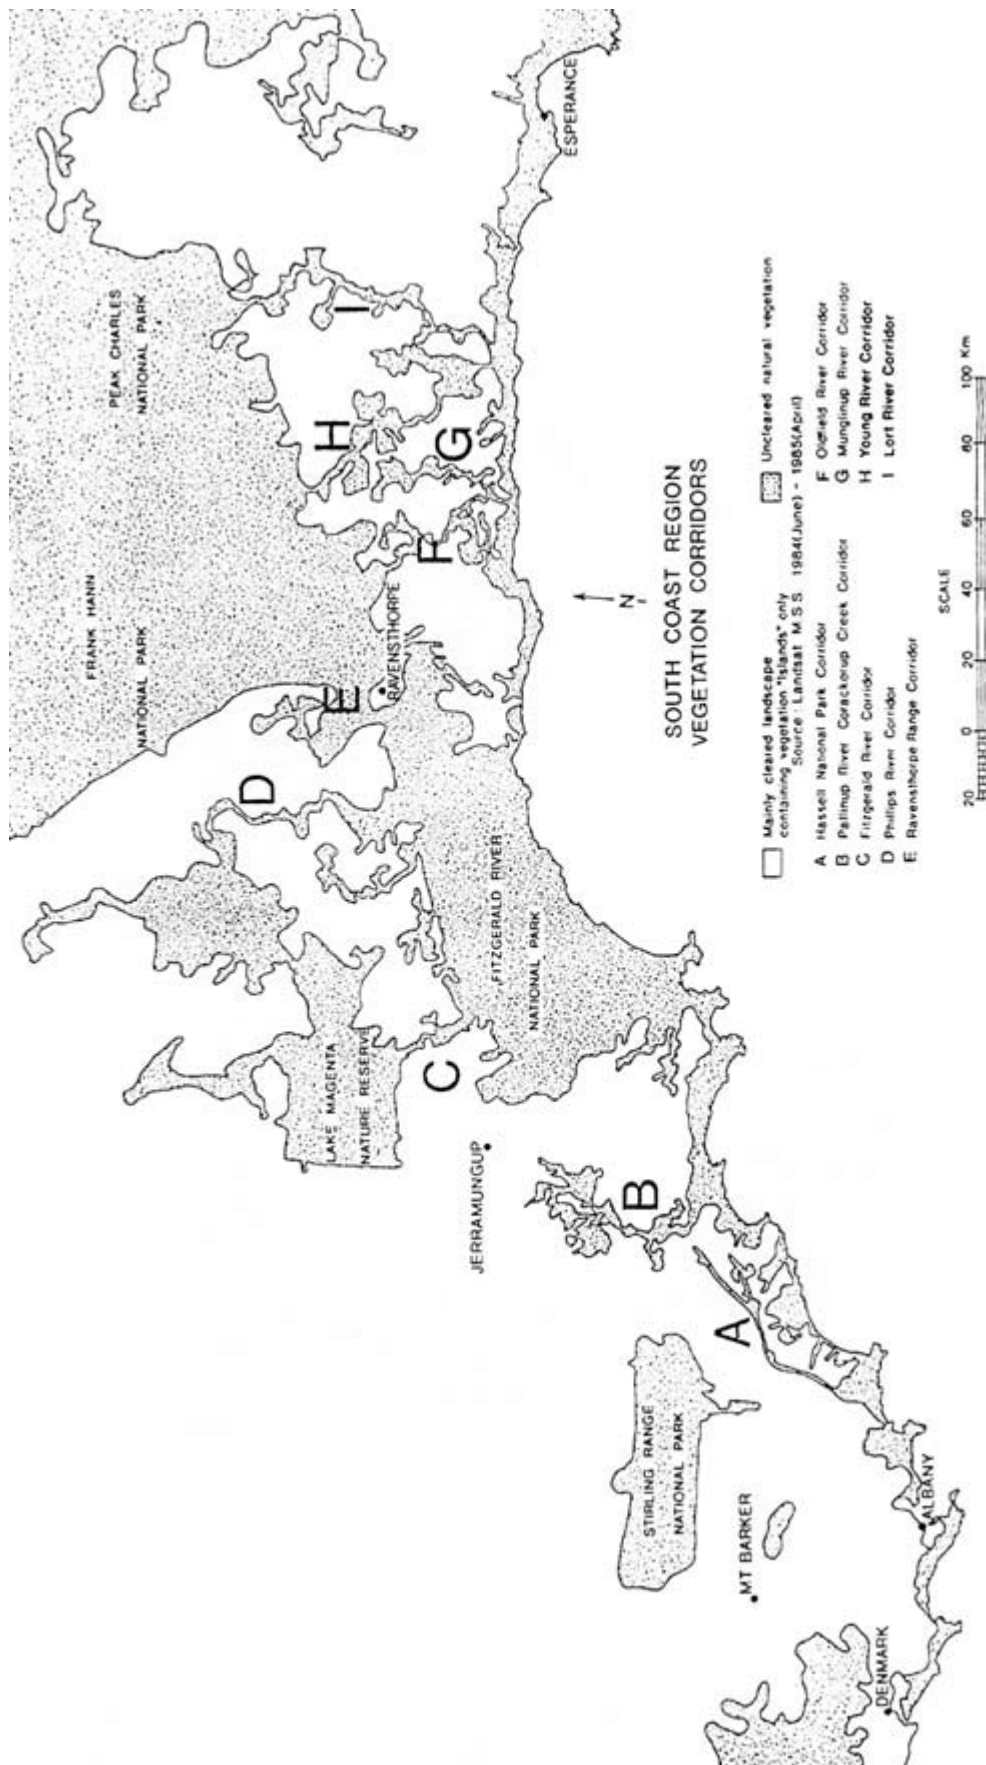 PEAK CHARLES
NATIONAL PARK
FRANK HANN
NATIONAL PARK
LAKE MAGENTA
NATURE RESERVE
JERRAMUNGUP
FITZGERALD RIVER
NATIONAL PARK
RAVENSTHORPE
ESPERANCE
STIRLING RANGE
NATIONAL PARK
MT BARKER
DENMARK
ALBANY
A
B
C
D
E
F
G
H
I
SOUTH COAST REGION
VEGETATION CORRIDORS
N
Mainly cleared landscape
containing vegetation "islands" only
Uncleared natural vegetation
Source: Landsat M.S.S. 1984(June) - 1985(April)
A Hassell National Park Corridor
B Pallinup River Corackerup Creek Corridor
C Fitzgerald River Corridor
D Phillips River Corridor
E Ravensthorpe Range Corridor
F Oldfield River Corridor
G Munglinup River Corridor
H Young River Corridor
I Lort River Corridor
SCALE
20 0 20 40 60 80 100 Km